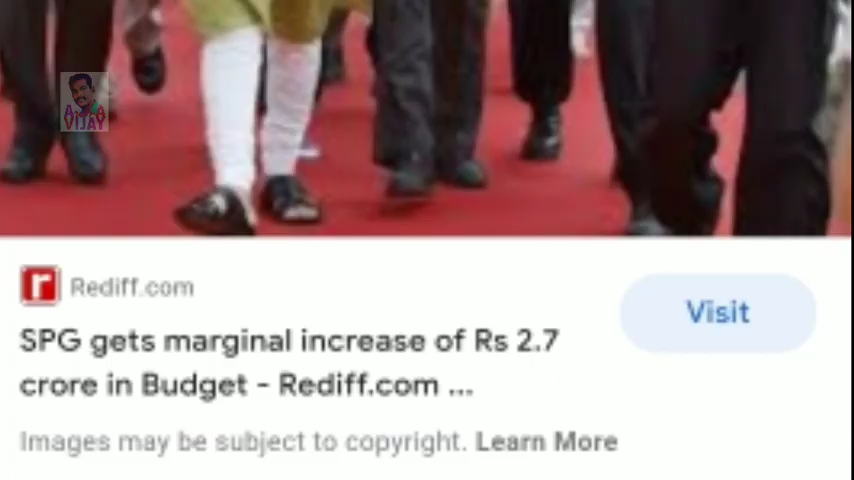 VIJAY
r Rediff.com
Visit
SPG gets marginal increase of Rs 2.7
crore in Budget - Rediff.com ...
Images may be subject to copyright. Learn More